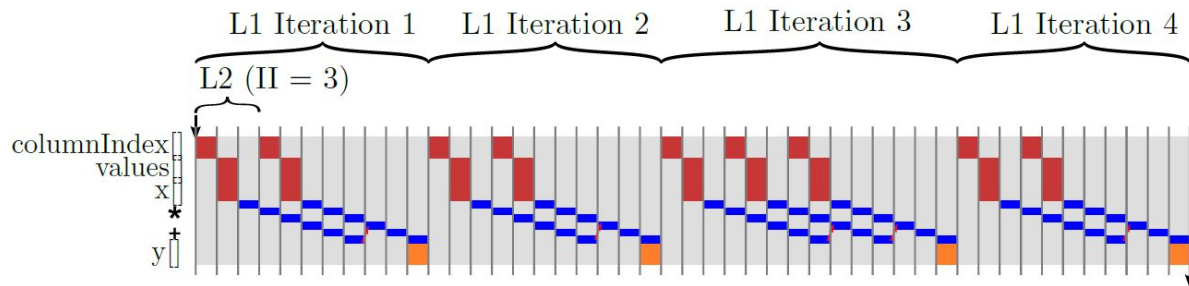 L1 Iteration 1 L1 Iteration 2 L1 Iteration 3 L1 Iteration 4
L2 (II = 3)
columnIndex[]
values[]
x[]
*
+
y[]